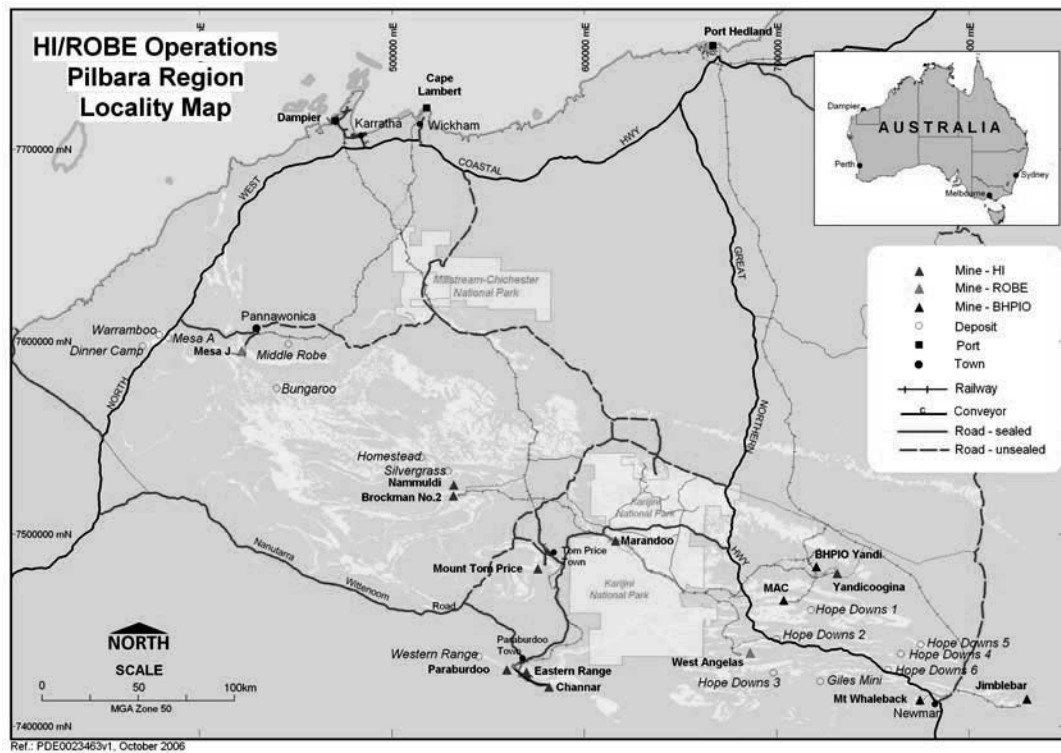 HI/ROBE Operations
Pilbara Region
Locality Map
500000 mE
600000 mE
Port Hedland
Cape
Lambert
Dampier
Karratha
Wickham
7700000 mN
WEST
COASTAL
HWY
NORTH
GREAT
NORTHERN
HWY
Millstream-Chichester
National Park
Pannawonica
Warramboo
Mesa A
7600000 mN
Dinner Camp
Mesa J
Middle Robe
Bungaroo
Homestead
Silvergrass
Nammuldi
Brockman No.2
Karijini
National Park
7500000 mN
Nanutarra
Wittenoom
Road
Mount Tom Price
Tom Price
Town
Marandoo
Karijini
National Park
BHPIO Yandi
Yandicoogina
MAC
Hope Downs 1
Hope Downs 2
Hope Downs 5
Hope Downs 4
Hope Downs 6
West Angelas
Hope Downs 3
Giles Mini
Mt Whaleback
Jimblebar
Newman
Paraburdoo
Town
Western Range
Paraburdoo
Eastern Range
Channar
7400000 mN
NORTH
SCALE
0 50 100km
MGA Zone 50
Dampier
AUSTRALIA
Perth
Sydney
Melbourne
Mine - HI
Mine - ROBE
Mine - BHPIO
Deposit
Port
Town
Railway
C
Conveyor
Road - sealed
Road - unsealed
Ref.: PDE0023463v1, October 2006